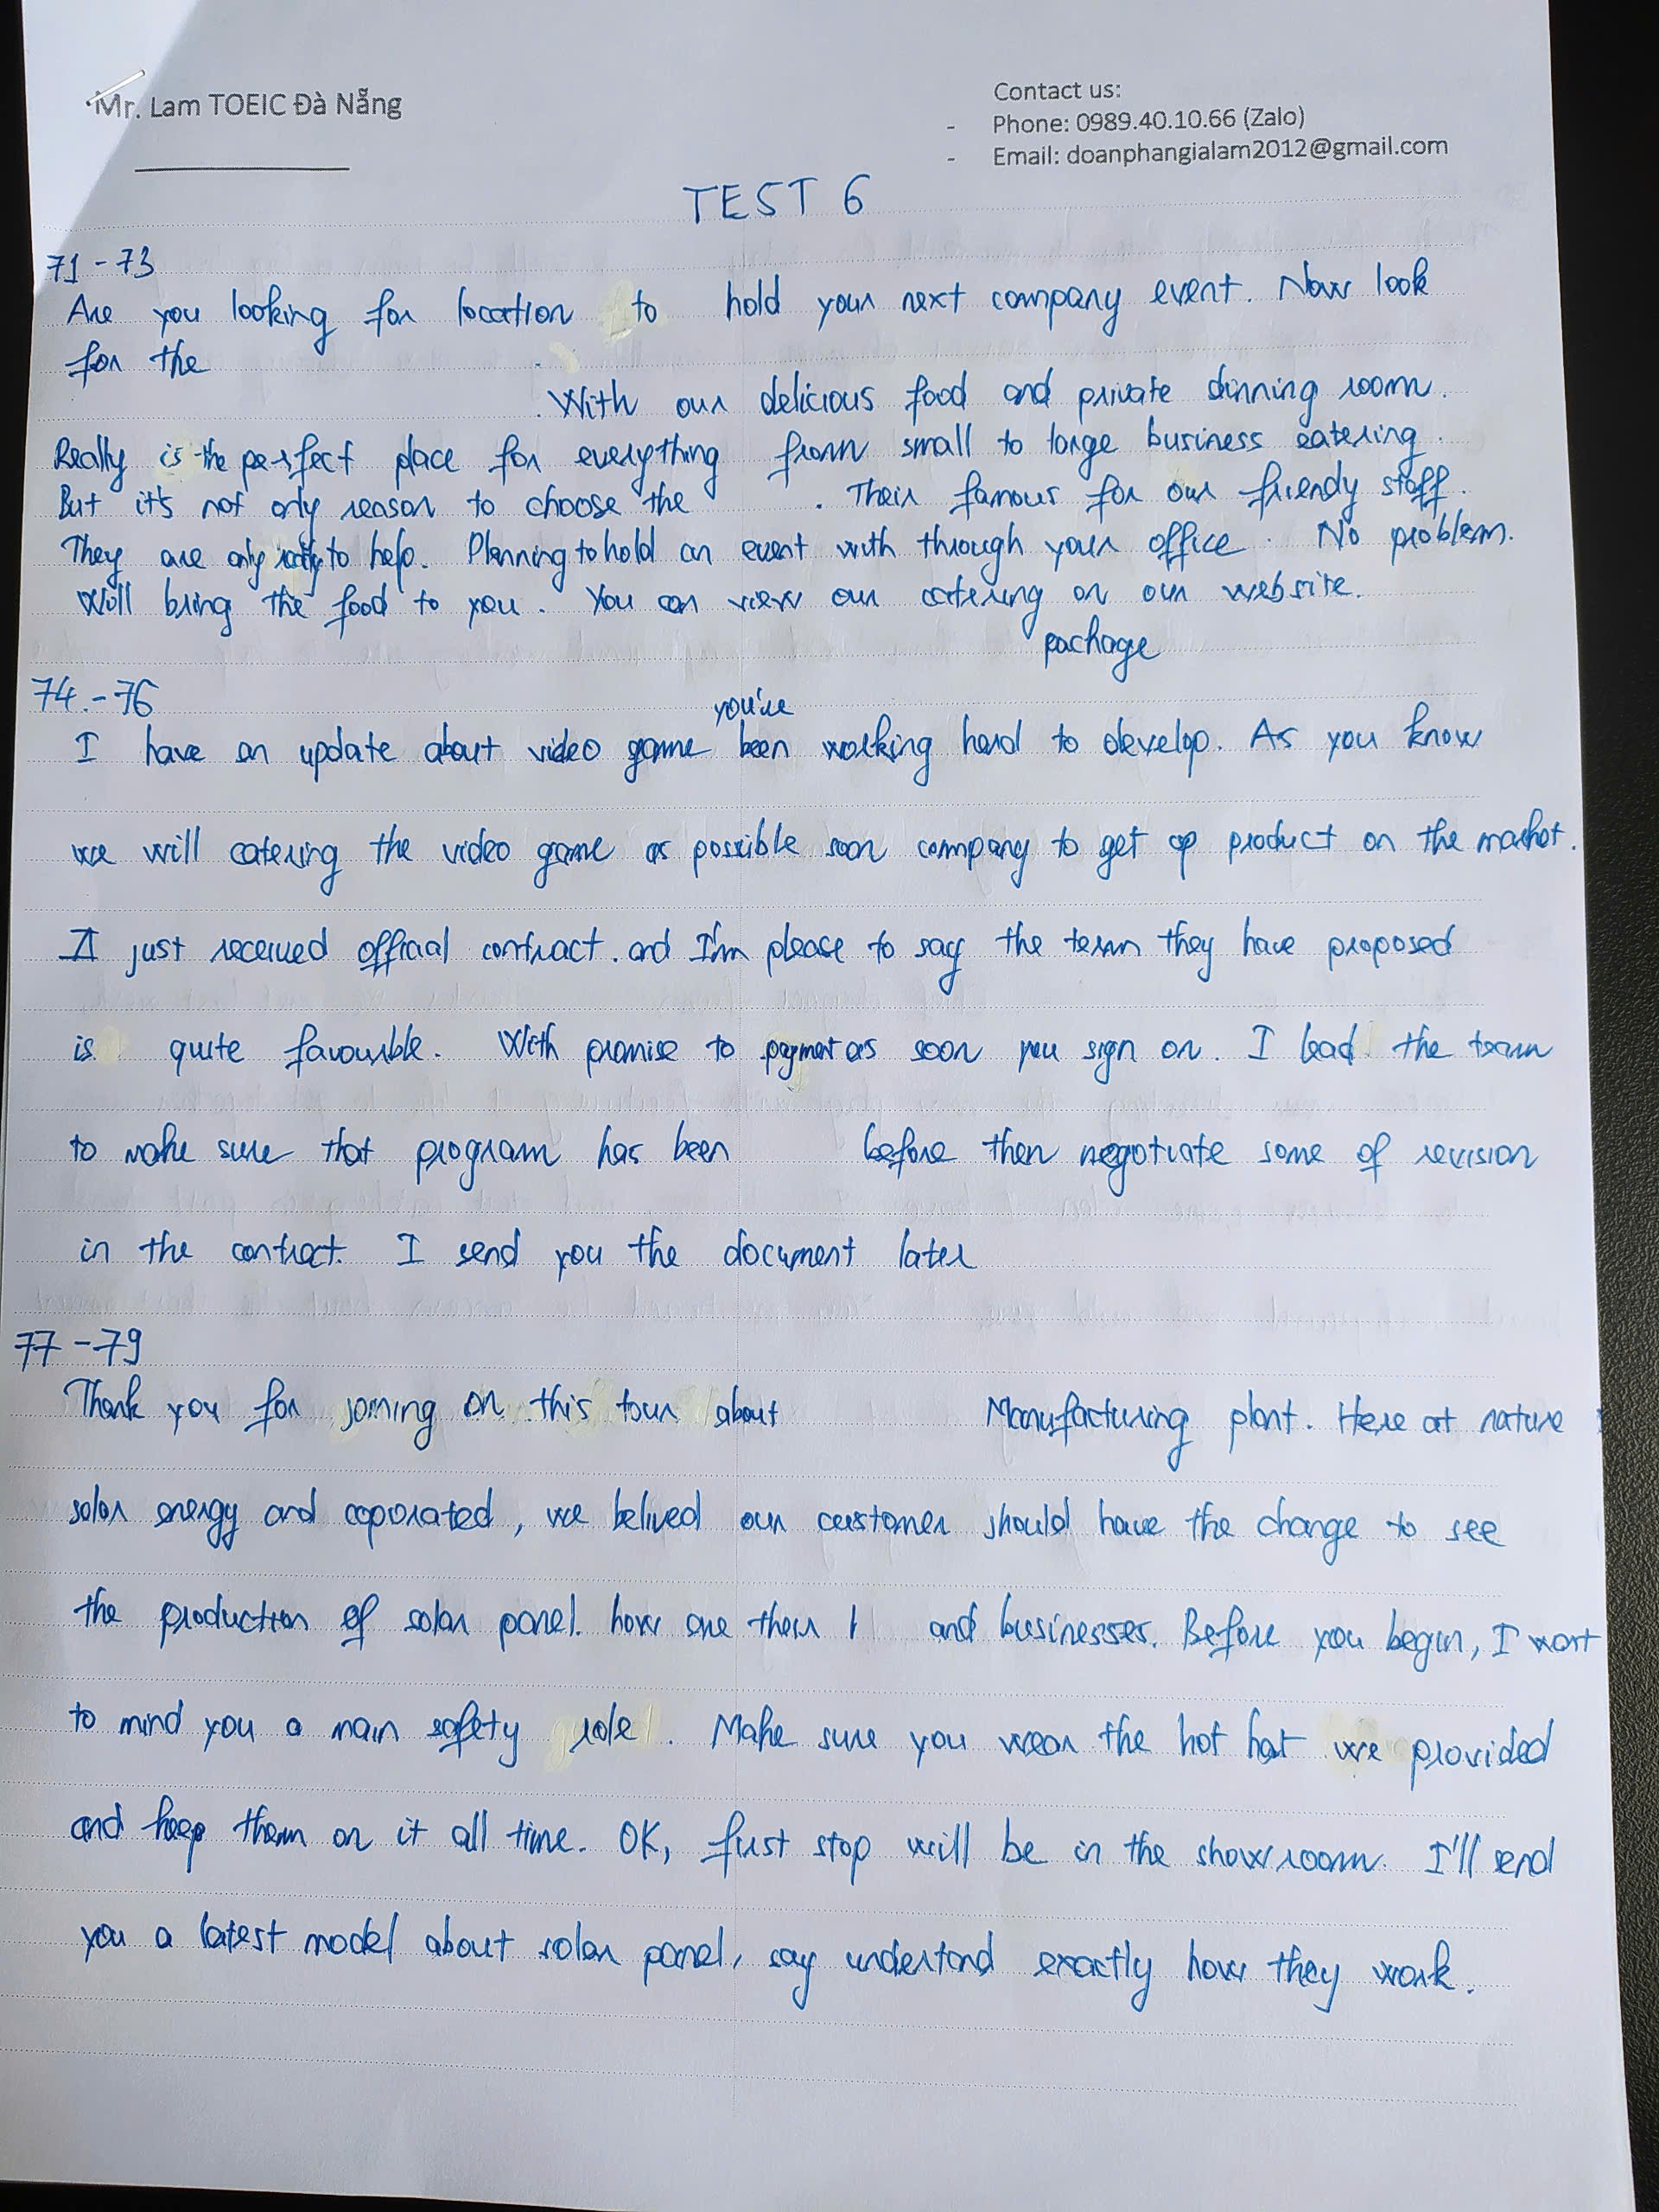 Mr. Lam TOEIC Đà Nẵng
Contact us:
- Phone: 0989.40.10.66 (Zalo)
- Email: doanphangialam2012@gmail.com
TEST 6
71-73
Are you looking for location to hold your next company event. Now look
for the
. With our delicious food and private dinning room.
Really is the perfect place for everything from small to large business catering.
But it's not only reason to choose the . Their famous for our friendy staff.
They are only to help. Planning to hold an event with through your office. No problem.
Will bring the food to you. You can view our catering on our website.
package
74.-76
you've
I have an update about video game been working hard to develop. As you know
we will catering the video game as possible soon company to get op product on the market.
I just received official contract. and I'm please to say the term they have proposed
is quite favourble. With promise to payment as soon you sign on. I lead the team
to make sure that program has been before then negotiate some of revision
in the contract. I send you the document later
77-79
Thank you for joining on this tour about Manufacturing plant. Here at nature
solar energy and coporated, we belived our customer should have the change to see
the production of solar panel. how are their l and businesses. Before you begin, I want
to mind you a main safety role. Make sure you wear the hot hat we provided
and keep them on it all time. OK, first stop will be in the showroom. I'll send
you a latest model about solar panel, say understand exactly how they work.